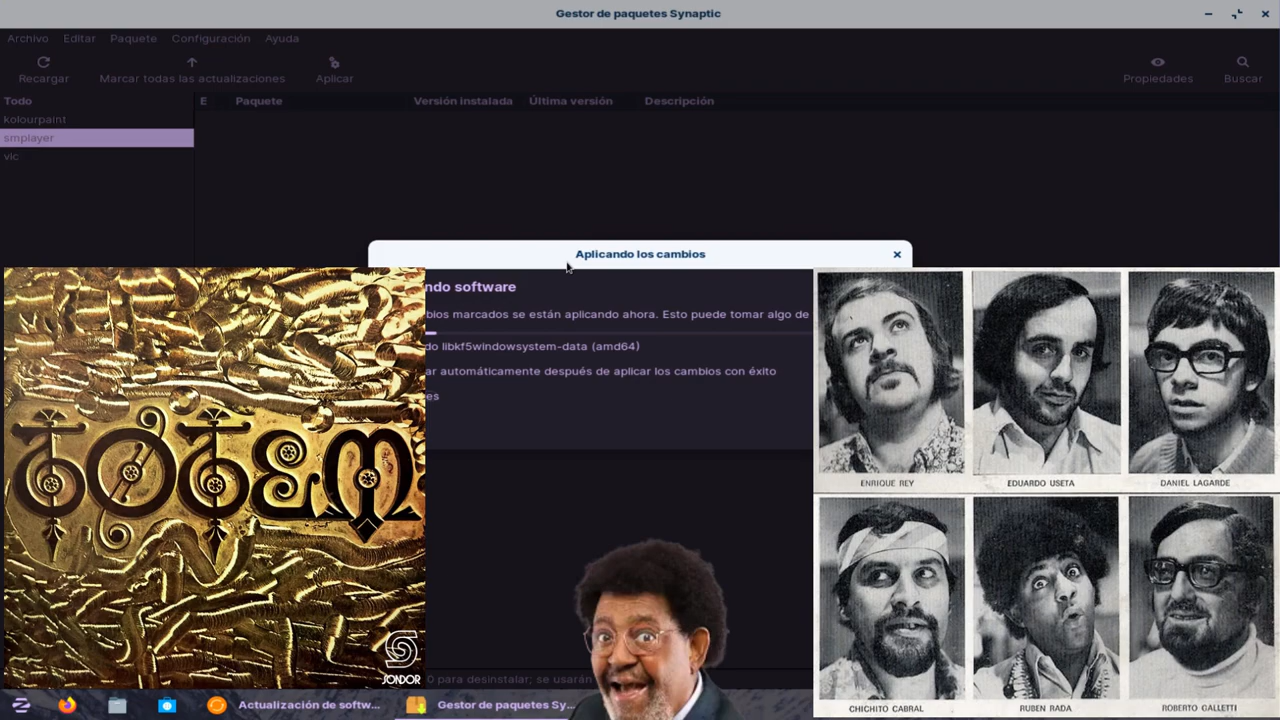 Gestor de paquetes Synaptic
Archivo Editar Paquete Configuración Ayuda
Recargar Marcar todas las actualizaciones Aplicar Propiedades Buscar
Todo
E Paquete Versión instalada Última versión Descripción
kolourpaint
smplayer
vlc
Aplicando los cambios
ndo software
bios marcados se están aplicando ahora. Esto puede tomar algo de
do libkf5windowsystem-data (amd64)
ar automáticamente después de aplicar los cambios con éxito
es
TOTEM
SONDOR
ENRIQUE REY
EDUARDO USETA
DANIEL LAGARDE
CHICHITO CABRAL
RUBEN RADA
ROBERTO GALLETTI
0 para desinstalar; se usarán
Actualización de softw...
Gestor de paquetes Sy...